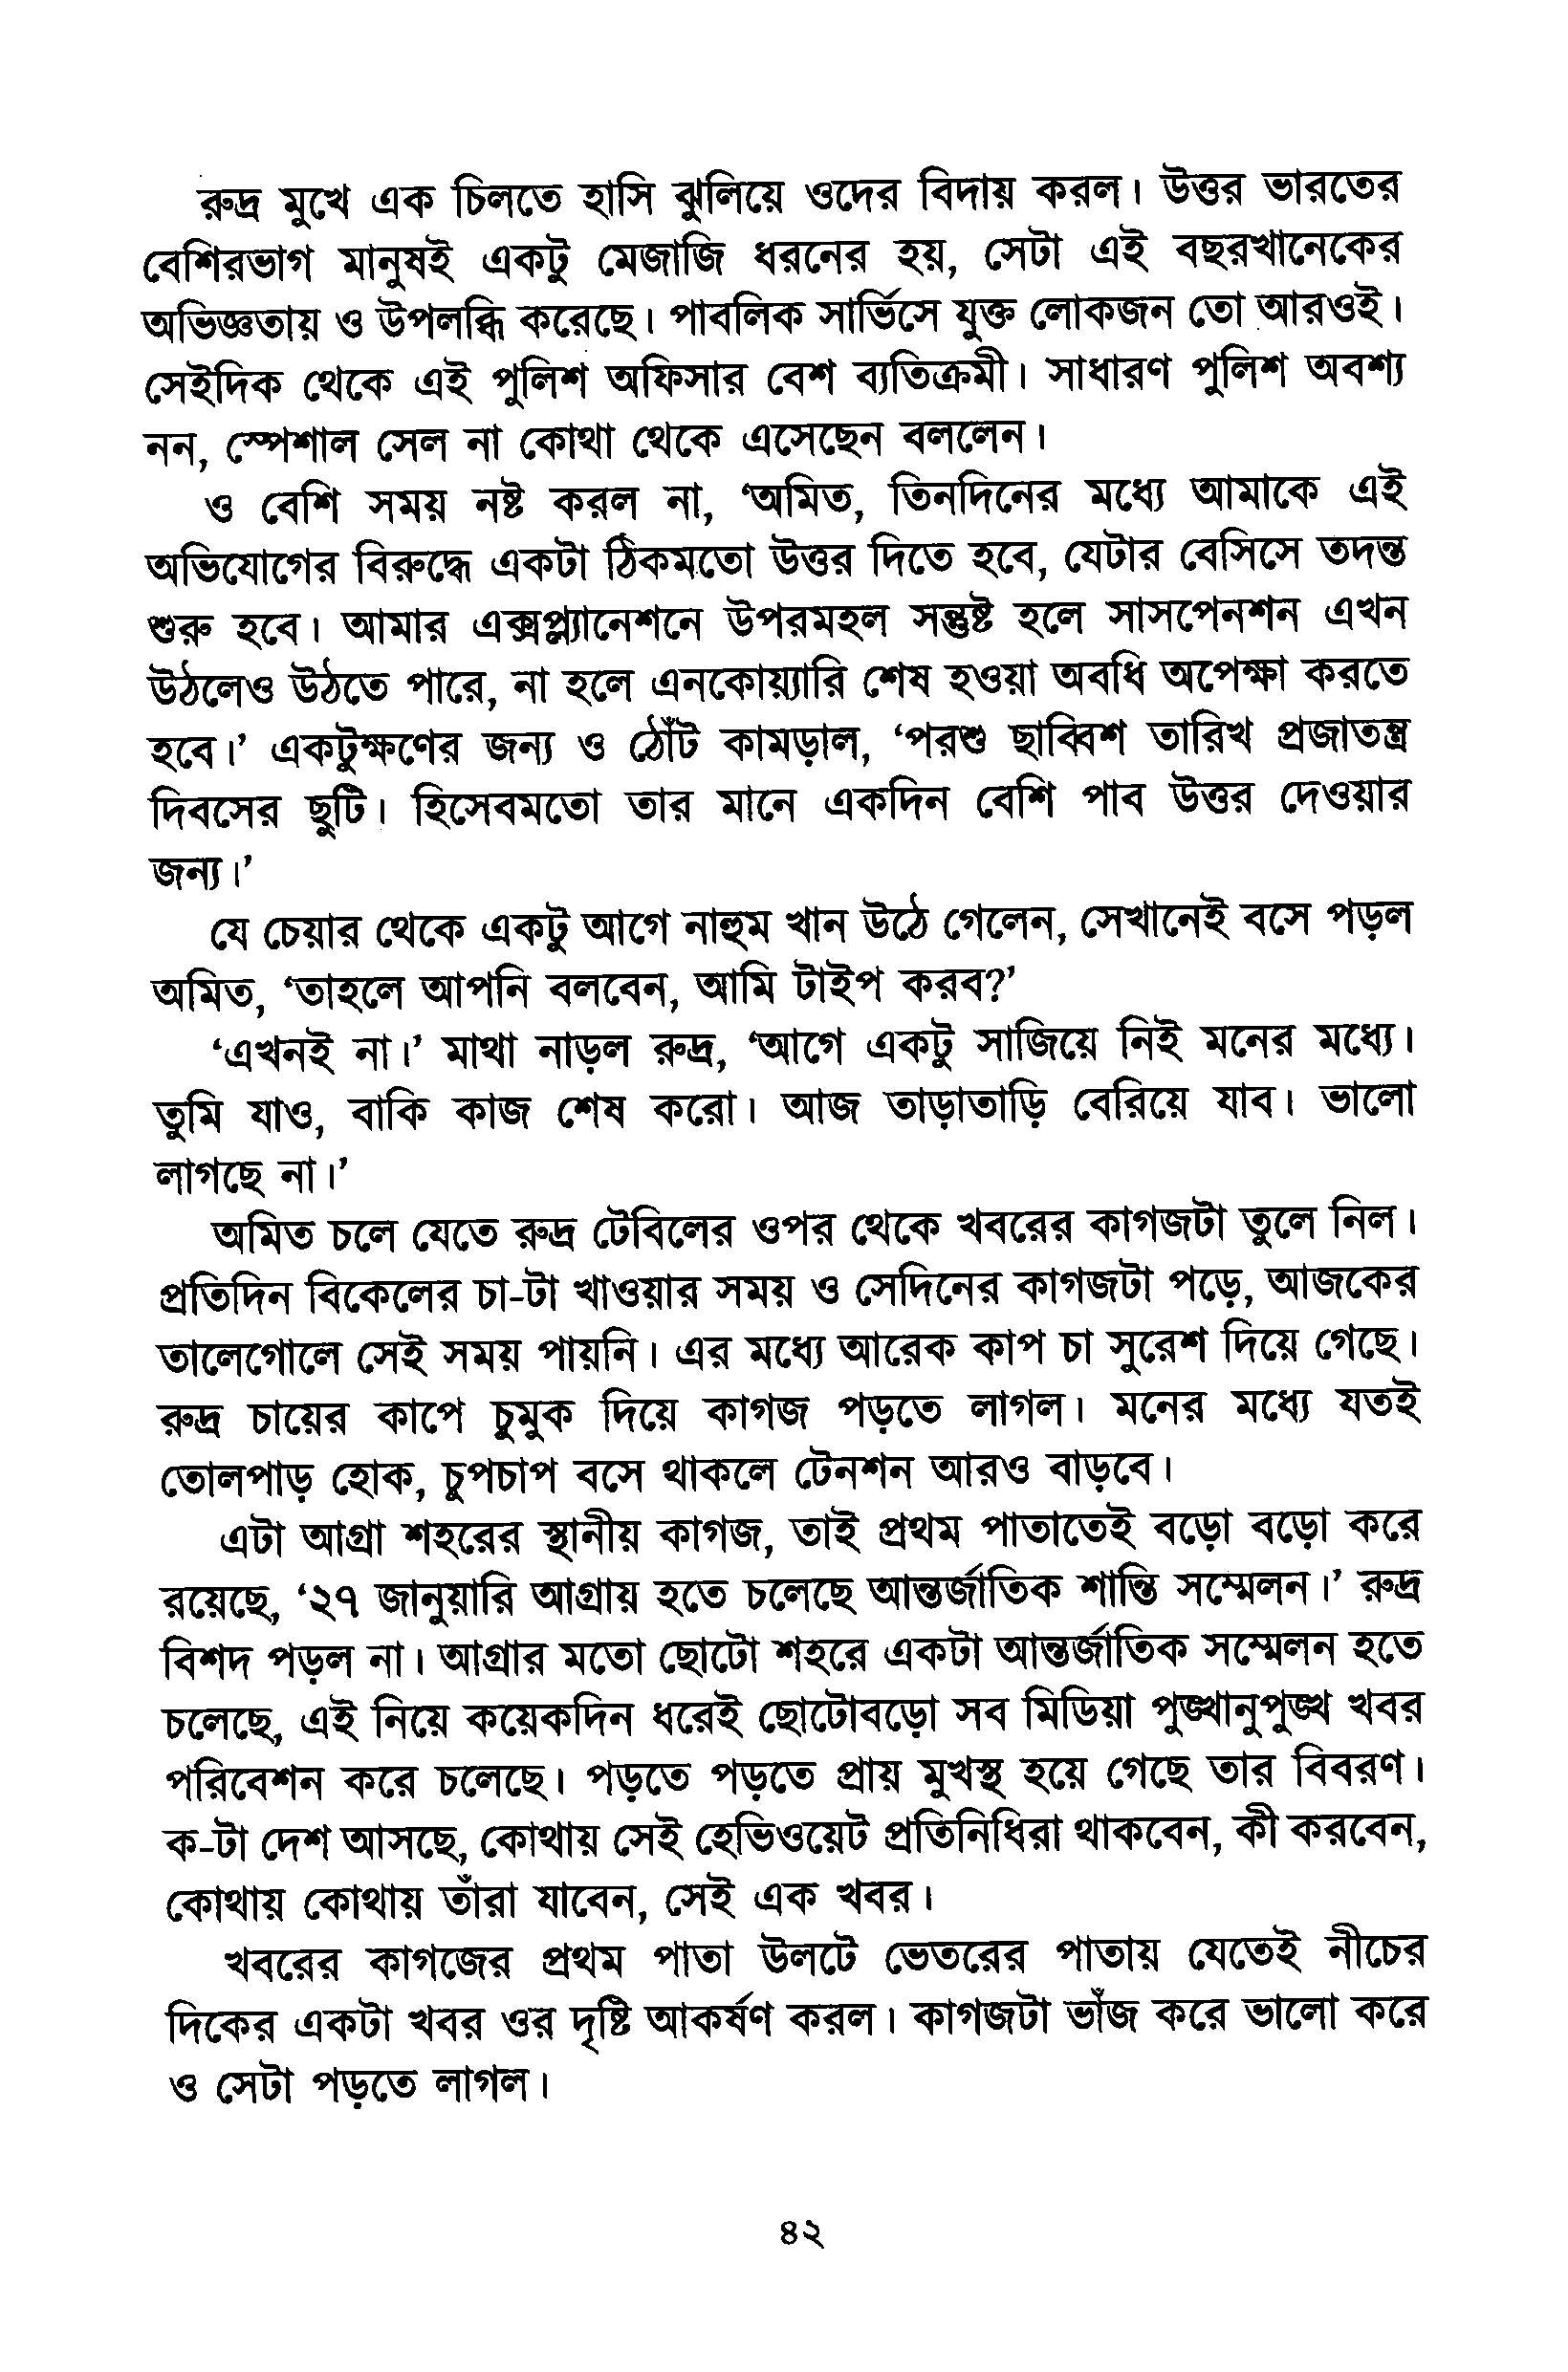 রুদ্র মুখে এক চিলতে হাসি ঝুলিয়ে ওদের বিদায় করল। উত্তর ভারতের
বেশিরভাগ মানুষই একটু মেজাজি ধরনের হয়, সেটা এই বছরখানেকের
অভিজ্ঞতায় ও উপলব্ধি করেছে। পাবলিক সার্ভিসে যুক্ত লোকজন তো আরওই।
সেইদিক থেকে এই পুলিশ অফিসার বেশ ব্যতিক্রমী। সাধারণ পুলিশ অবশ্য
নন, স্পেশাল সেল না কোথা থেকে এসেছেন বললেন।
ও বেশি সময় নষ্ট করল না, ‘অমিত, তিনদিনের মধ্যে আমাকে এই
অভিযোগের বিরুদ্ধে একটা ঠিকমতো উত্তর দিতে হবে, যেটার বেসিসে তদন্ত
শুরু হবে। আমার এক্সপ্ল্যানেশনে উপরমহল সন্তুষ্ট হলে সাসপেনশন এখন
উঠলেও উঠতে পারে, না হলে এনকোয়্যারি শেষ হওয়া অবধি অপেক্ষা করতে
হবে।’ একটুক্ষণের জন্য ও ঠোঁট কামড়াল, ‘পরশু ছাব্বিশ তারিখ প্রজাতন্ত্র
দিবসের ছুটি। হিসেবমতো তার মানে একদিন বেশি পাব উত্তর দেওয়ার
জন্য।’
যে চেয়ার থেকে একটু আগে নাহুম খান উঠে গেলেন, সেখানেই বসে পড়ল
অমিত, ‘তাহলে আপনি বলবেন, আমি টাইপ করব?’
‘এখনই না।’ মাথা নাড়ল রুদ্র, ‘আগে একটু সাজিয়ে নিই মনের মধ্যে।
তুমি যাও, বাকি কাজ শেষ করো। আজ তাড়াতাড়ি বেরিয়ে যাব। ভালো
লাগছে না।’
অমিত চলে যেতে রুদ্র টেবিলের ওপর থেকে খবরের কাগজটা তুলে নিল।
প্রতিদিন বিকেলের চা-টা খাওয়ার সময় ও সেদিনের কাগজটা পড়ে, আজকের
তালেগোলে সেই সময় পায়নি। এর মধ্যে আরেক কাপ চা সুরেশ দিয়ে গেছে।
রুদ্র চায়ের কাপে চুমুক দিয়ে কাগজ পড়তে লাগল। মনের মধ্যে যতই
তোলপাড় হোক, চুপচাপ বসে থাকলে টেনশন আরও বাড়বে।
এটা আগ্রা শহরের স্থানীয় কাগজ, তাই প্রথম পাতাতেই বড়ো বড়ো করে
রয়েছে, ‘২৭ জানুয়ারি আগ্রায় হতে চলেছে আন্তর্জাতিক শান্তি সম্মেলন।’ রুদ্র
বিশদ পড়ল না। আগ্রার মতো ছোটো শহরে একটা আন্তর্জাতিক সম্মেলন হতে
চলেছে, এই নিয়ে কয়েকদিন ধরেই ছোটোবড়ো সব মিডিয়া পুঙ্খানুপুঙ্খ খবর
পরিবেশন করে চলেছে। পড়তে পড়তে প্রায় মুখস্থ হয়ে গেছে তার বিবরণ।
ক-টা দেশ আসছে, কোথায় সেই হেভিওয়েট প্রতিনিধিরা থাকবেন, কী করবেন,
কোথায় কোথায় তাঁরা যাবেন, সেই এক খবর।
খবরের কাগজের প্রথম পাতা উলটে ভেতরের পাতায় যেতেই নীচের
দিকের একটা খবর ওর দৃষ্টি আকর্ষণ করল। কাগজটা ভাঁজ করে ভালো করে
ও সেটা পড়তে লাগল।
৪২